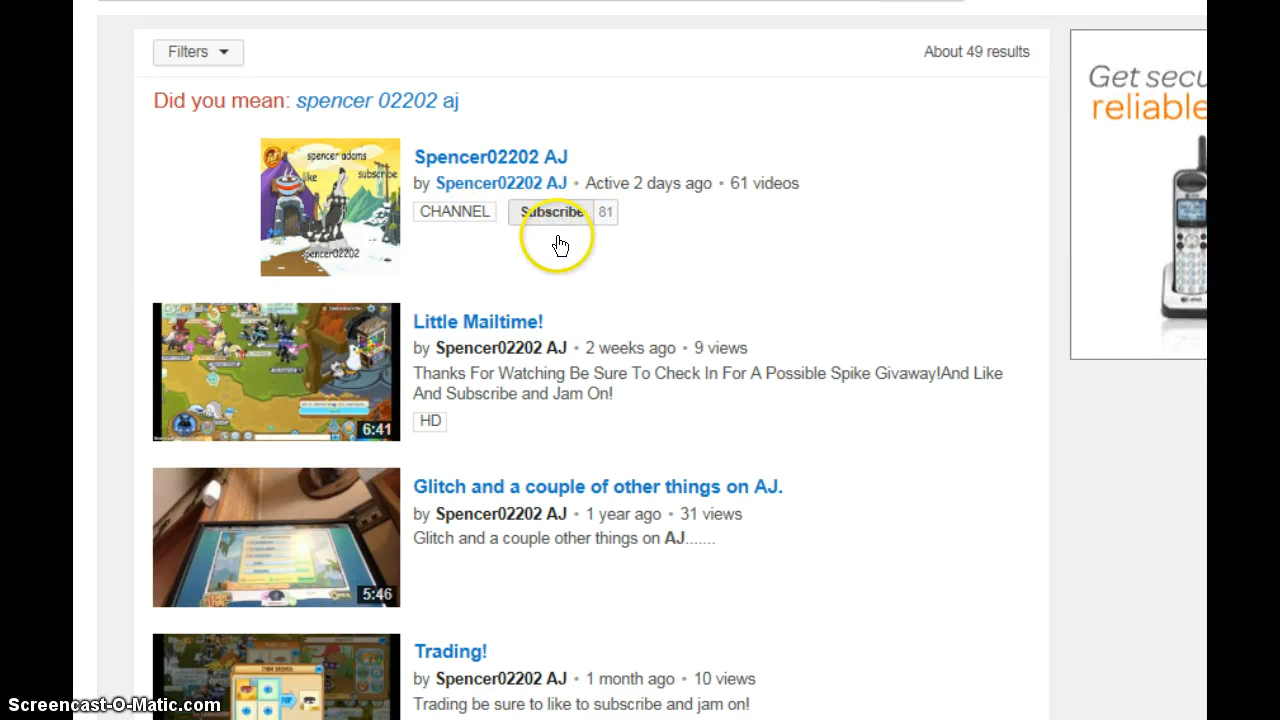 Filters
About 49 results
Get secu
reliable
Did you mean: spencer 02202 aj
spencer adams
like
subscribe
spencer02202
Spencer02202 AJ
by Spencer02202 AJ • Active 2 days ago • 61 videos
CHANNEL Subscribe 81
Little Mailtime!
by Spencer02202 AJ • 2 weeks ago • 9 views
Thanks For Watching Be Sure To Check In For A Possible Spike Givaway!And Like
And Subscribe and Jam On!
HD
6:41
Glitch and a couple of other things on AJ.
by Spencer02202 AJ • 1 year ago • 31 views
Glitch and a couple other things on AJ.......
5:46
Trading!
by Spencer02202 AJ • 1 month ago • 10 views
Trading be sure to like to subscribe and jam on!
Screencast-O-Matic.com